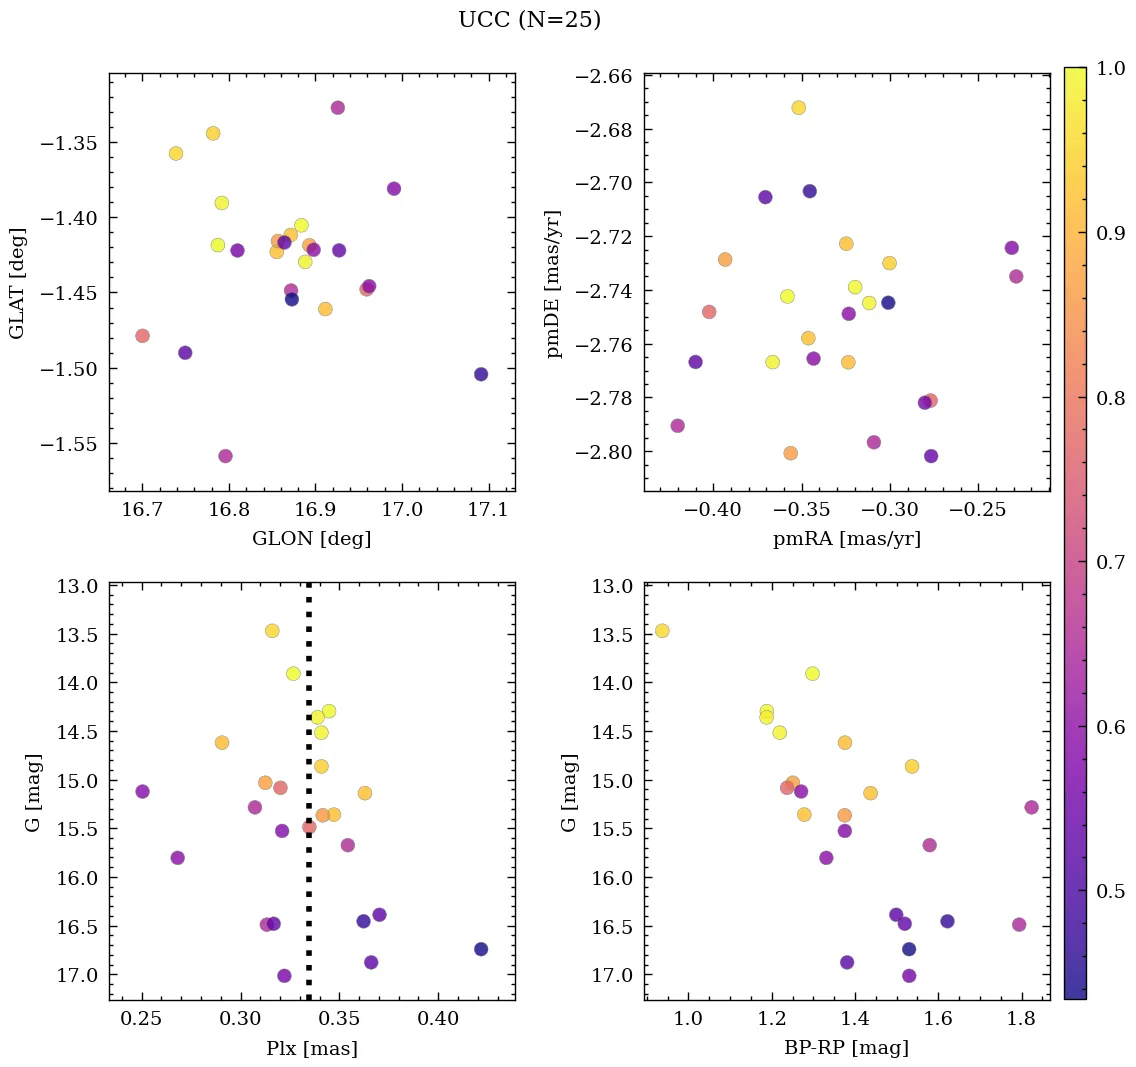 UCC (N=25)
−1.35
−1.40
−1.45
−1.50
−1.55
GLAT [deg]
16.7 16.8 16.9 17.0 17.1
GLON [deg]
−2.66
−2.68
−2.70
−2.72
−2.74
−2.76
−2.78
−2.80
pmDE [mas/yr]
−0.40 −0.35 −0.30 −0.25
pmRA [mas/yr]
13.0
13.5
14.0
14.5
15.0
15.5
16.0
16.5
17.0
G [mag]
0.25 0.30 0.35 0.40
Plx [mas]
13.0
13.5
14.0
14.5
15.0
15.5
16.0
16.5
17.0
G [mag]
1.0 1.2 1.4 1.6 1.8
BP-RP [mag]
1.0
0.9
0.8
0.7
0.6
0.5